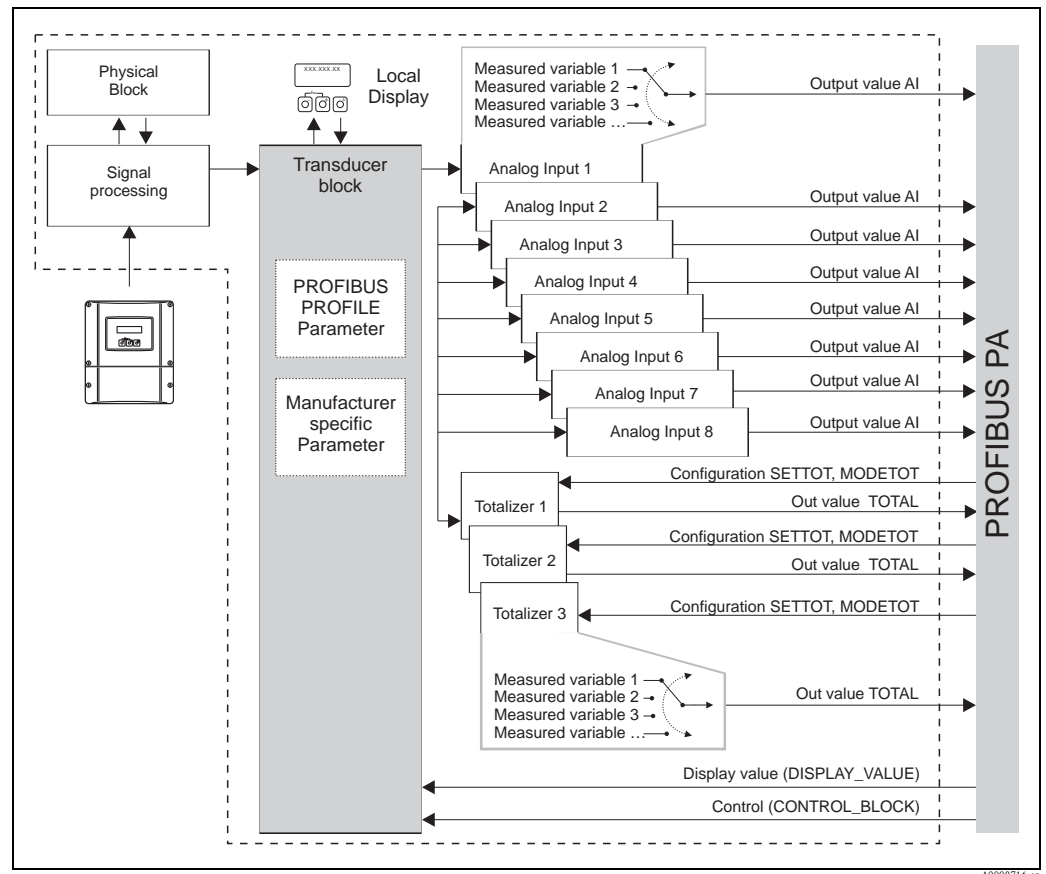 Physical
Block
XXX.XXX.XX
Local
Display
Signal
processing
Transducer
block
PROFIBUS
PROFILE
Parameter
Manufacturer
specific
Parameter
Measured variable 1
Measured variable 2
Measured variable 3
Measured variable ...
Output value AI
Analog Input 1
Analog Input 2
Output value AI
Analog Input 3
Output value AI
Analog Input 4
Output value AI
Analog Input 5
Output value AI
Analog Input 6
Output value AI
Analog Input 7
Output value AI
Analog Input 8
Output value AI
Configuration SETTOT, MODETOT
Totalizer 1
Out value TOTAL
Configuration SETTOT, MODETOT
Totalizer 2
Out value TOTAL
Configuration SETTOT, MODETOT
Totalizer 3
Measured variable 1
Measured variable 2
Measured variable 3
Measured variable ...
Out value TOTAL
Display value (DISPLAY_VALUE)
Control (CONTROL_BLOCK)
PROFIBUS PA